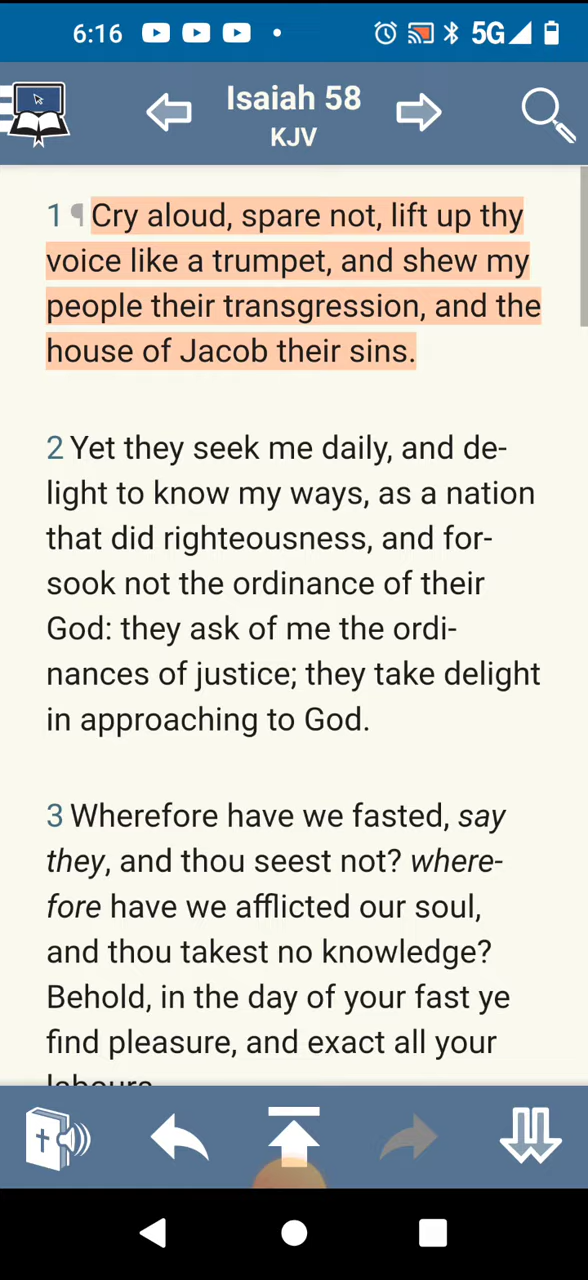 6:16
5G
Isaiah 58
KJV
1 ¶ Cry aloud, spare not, lift up thy
voice like a trumpet, and shew my
people their transgression, and the
house of Jacob their sins.
2 Yet they seek me daily, and de-
light to know my ways, as a nation
that did righteousness, and for-
sook not the ordinance of their
God: they ask of me the ordi-
nances of justice; they take delight
in approaching to God.
3 Wherefore have we fasted, say
they, and thou seest not? where-
fore have we afflicted our soul,
and thou takest no knowledge?
Behold, in the day of your fast ye
find pleasure, and exact all your
labours.